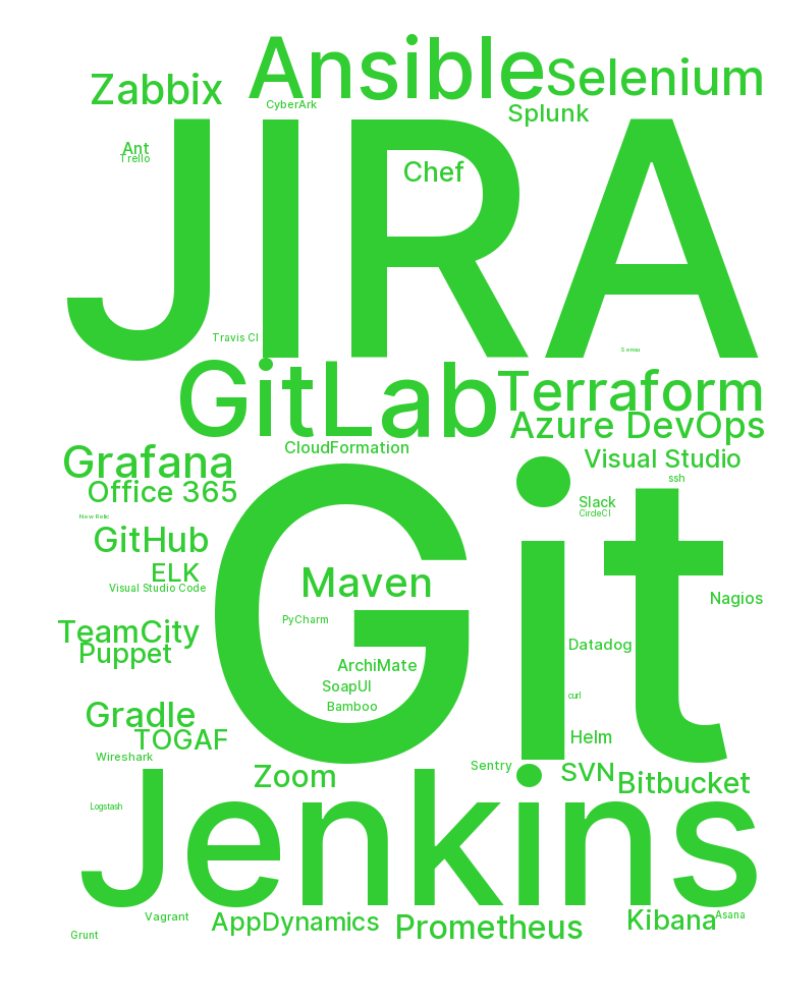 Ansible
Selenium
Zabbix
CyberArk
Splunk
JIRA
Ant
Trello
Chef
Travis CI
GitLab
Terraform
Azure DevOps
CloudFormation
Grafana
Visual Studio
Office 365
ssh
Git
Slack
CircleCI
New Relic
GitHub
ELK
Visual Studio Code
Maven
Nagios
PyCharm
TeamCity
Puppet
Datadog
ArchiMate
SoapUI
curl
Bamboo
Gradle
TOGAF
Helm
Wireshark
Sentry
SVN
Zoom
Bitbucket
Jenkins
Logstash
Vagrant
AppDynamics
Prometheus
Kibana
Asana
Grunt